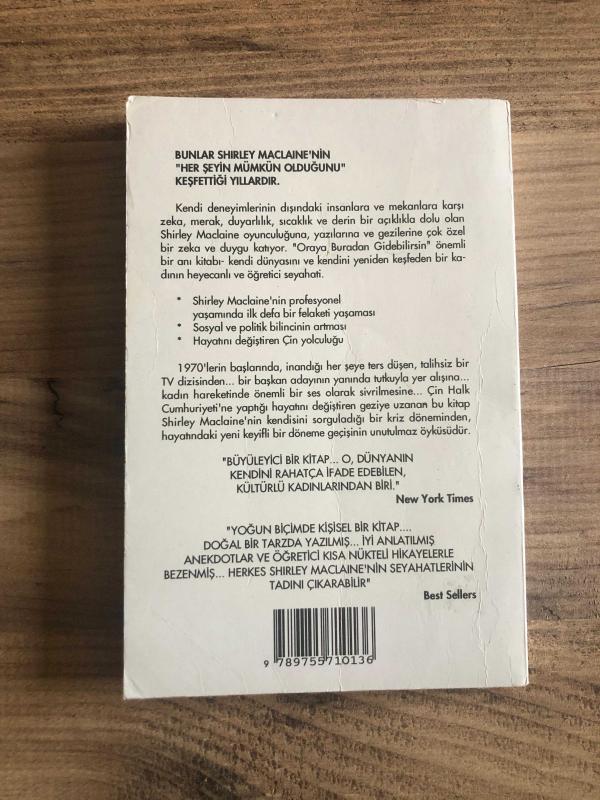 BUNLAR SHIRLEY MACLAINE'NİN
"HER ŞEYİN MÜMKÜN OLDUĞUNU"
KEŞFETTİĞİ YILLARDIR.
Kendi deneyimlerinin dışındaki insanlara ve mekanlara karşı
zeka, merak, duyarlılık, sıcaklık ve derin bir açıklıkla dolu olan
Shirley Maclaine oyunculuğuna, yazılarına ve gezilerine çok özel
bir zeka ve duygu katıyor. "Oraya Buradan Gidebilirsin" önemli
bir anı kitabı- kendi dünyasını ve kendini yeniden keşfeden bir ka-
dının heyecanlı ve öğretici seyahati.
* Shirley Maclaine'nin profesyonel
yaşamında ilk defa bir felaketi yaşaması
* Sosyal ve politik bilincinin artması
* Hayatını değiştiren Çin yolculuğu
1970'lerin başlarında, inandığı her şeye ters düşen, talihsiz bir
TV dizisinden... bir başkan adayının yanında tutkuyla yer alışına...
kadın hareketinde önemli bir ses olarak sivrilmesine... Çin Halk
Cumhuriyeti'ne yaptığı hayatını değiştiren geziye uzanan bu kitap
Shirley Maclaine'nin kendisini sorguladığı bir kriz döneminden,
hayatındaki yeni keyifli bir döneme geçişinin unutulmaz öyküsüdür.
"BÜYÜLEYİCİ BİR KİTAP... O, DÜNYANIN
KENDİNİ RAHATÇA İFADE EDEBİLEN,
KÜLTÜRLÜ KADINLARINDAN BİRİ."
New York Times
"YOĞUN BİÇİMDE KİŞİSEL BİR KİTAP....
DOĞAL BİR TARZDA YAZILMIŞ... İYİ ANLATILMIŞ
ANEKDOTLAR VE ÖĞRETİCİ KISA NÜKTELİ HİKAYELERLE
BEZENMİŞ... HERKES SHIRLEY MACLAINE'NİN SEYAHATLERİNİN
TADINI ÇIKARABİLİR"
Best Sellers
9 789755 710136